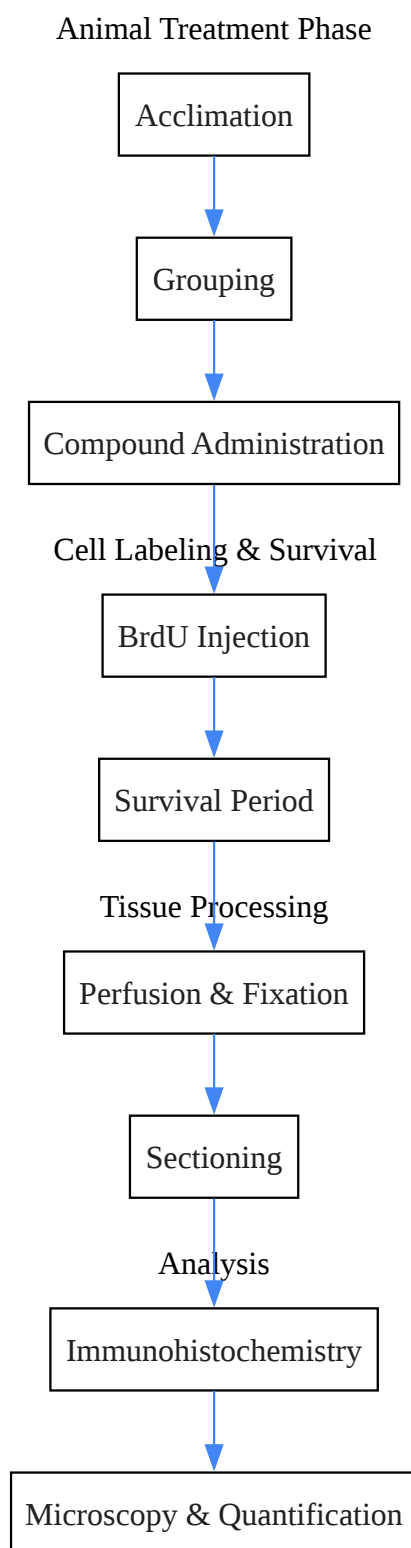 Animal Treatment Phase
Acclimation
Grouping
Compound Administration
Cell Labeling & Survival
BrdU Injection
Survival Period
Tissue Processing
Perfusion & Fixation
Sectioning
Analysis
Immunohistochemistry
Microscopy & Quantification